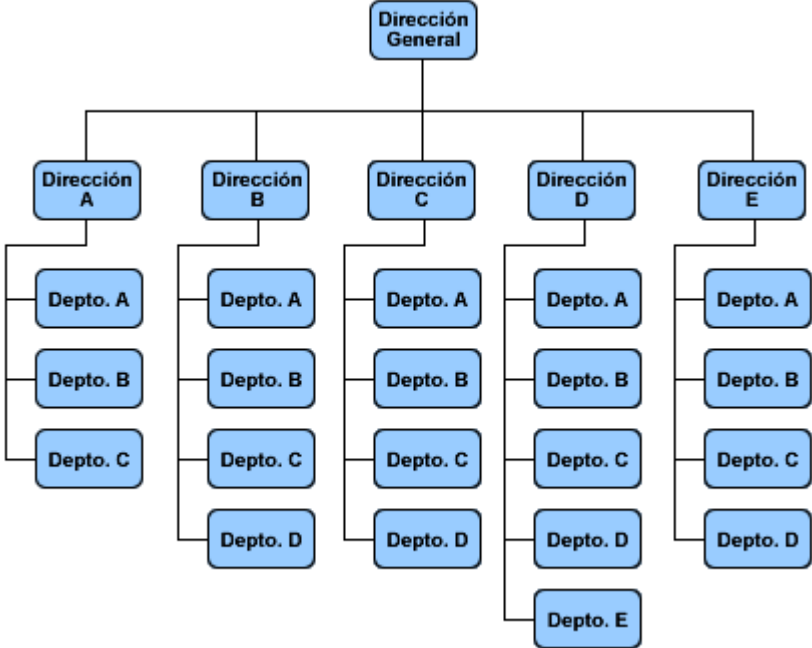 Dirección
General
Dirección
A
Dirección
B
Dirección
C
Dirección
D
Dirección
E
Depto. A
Depto. A
Depto. A
Depto. A
Depto. A
Depto. B
Depto. B
Depto. B
Depto. B
Depto. B
Depto. C
Depto. C
Depto. C
Depto. C
Depto. C
Depto. D
Depto. D
Depto. D
Depto. D
Depto. E